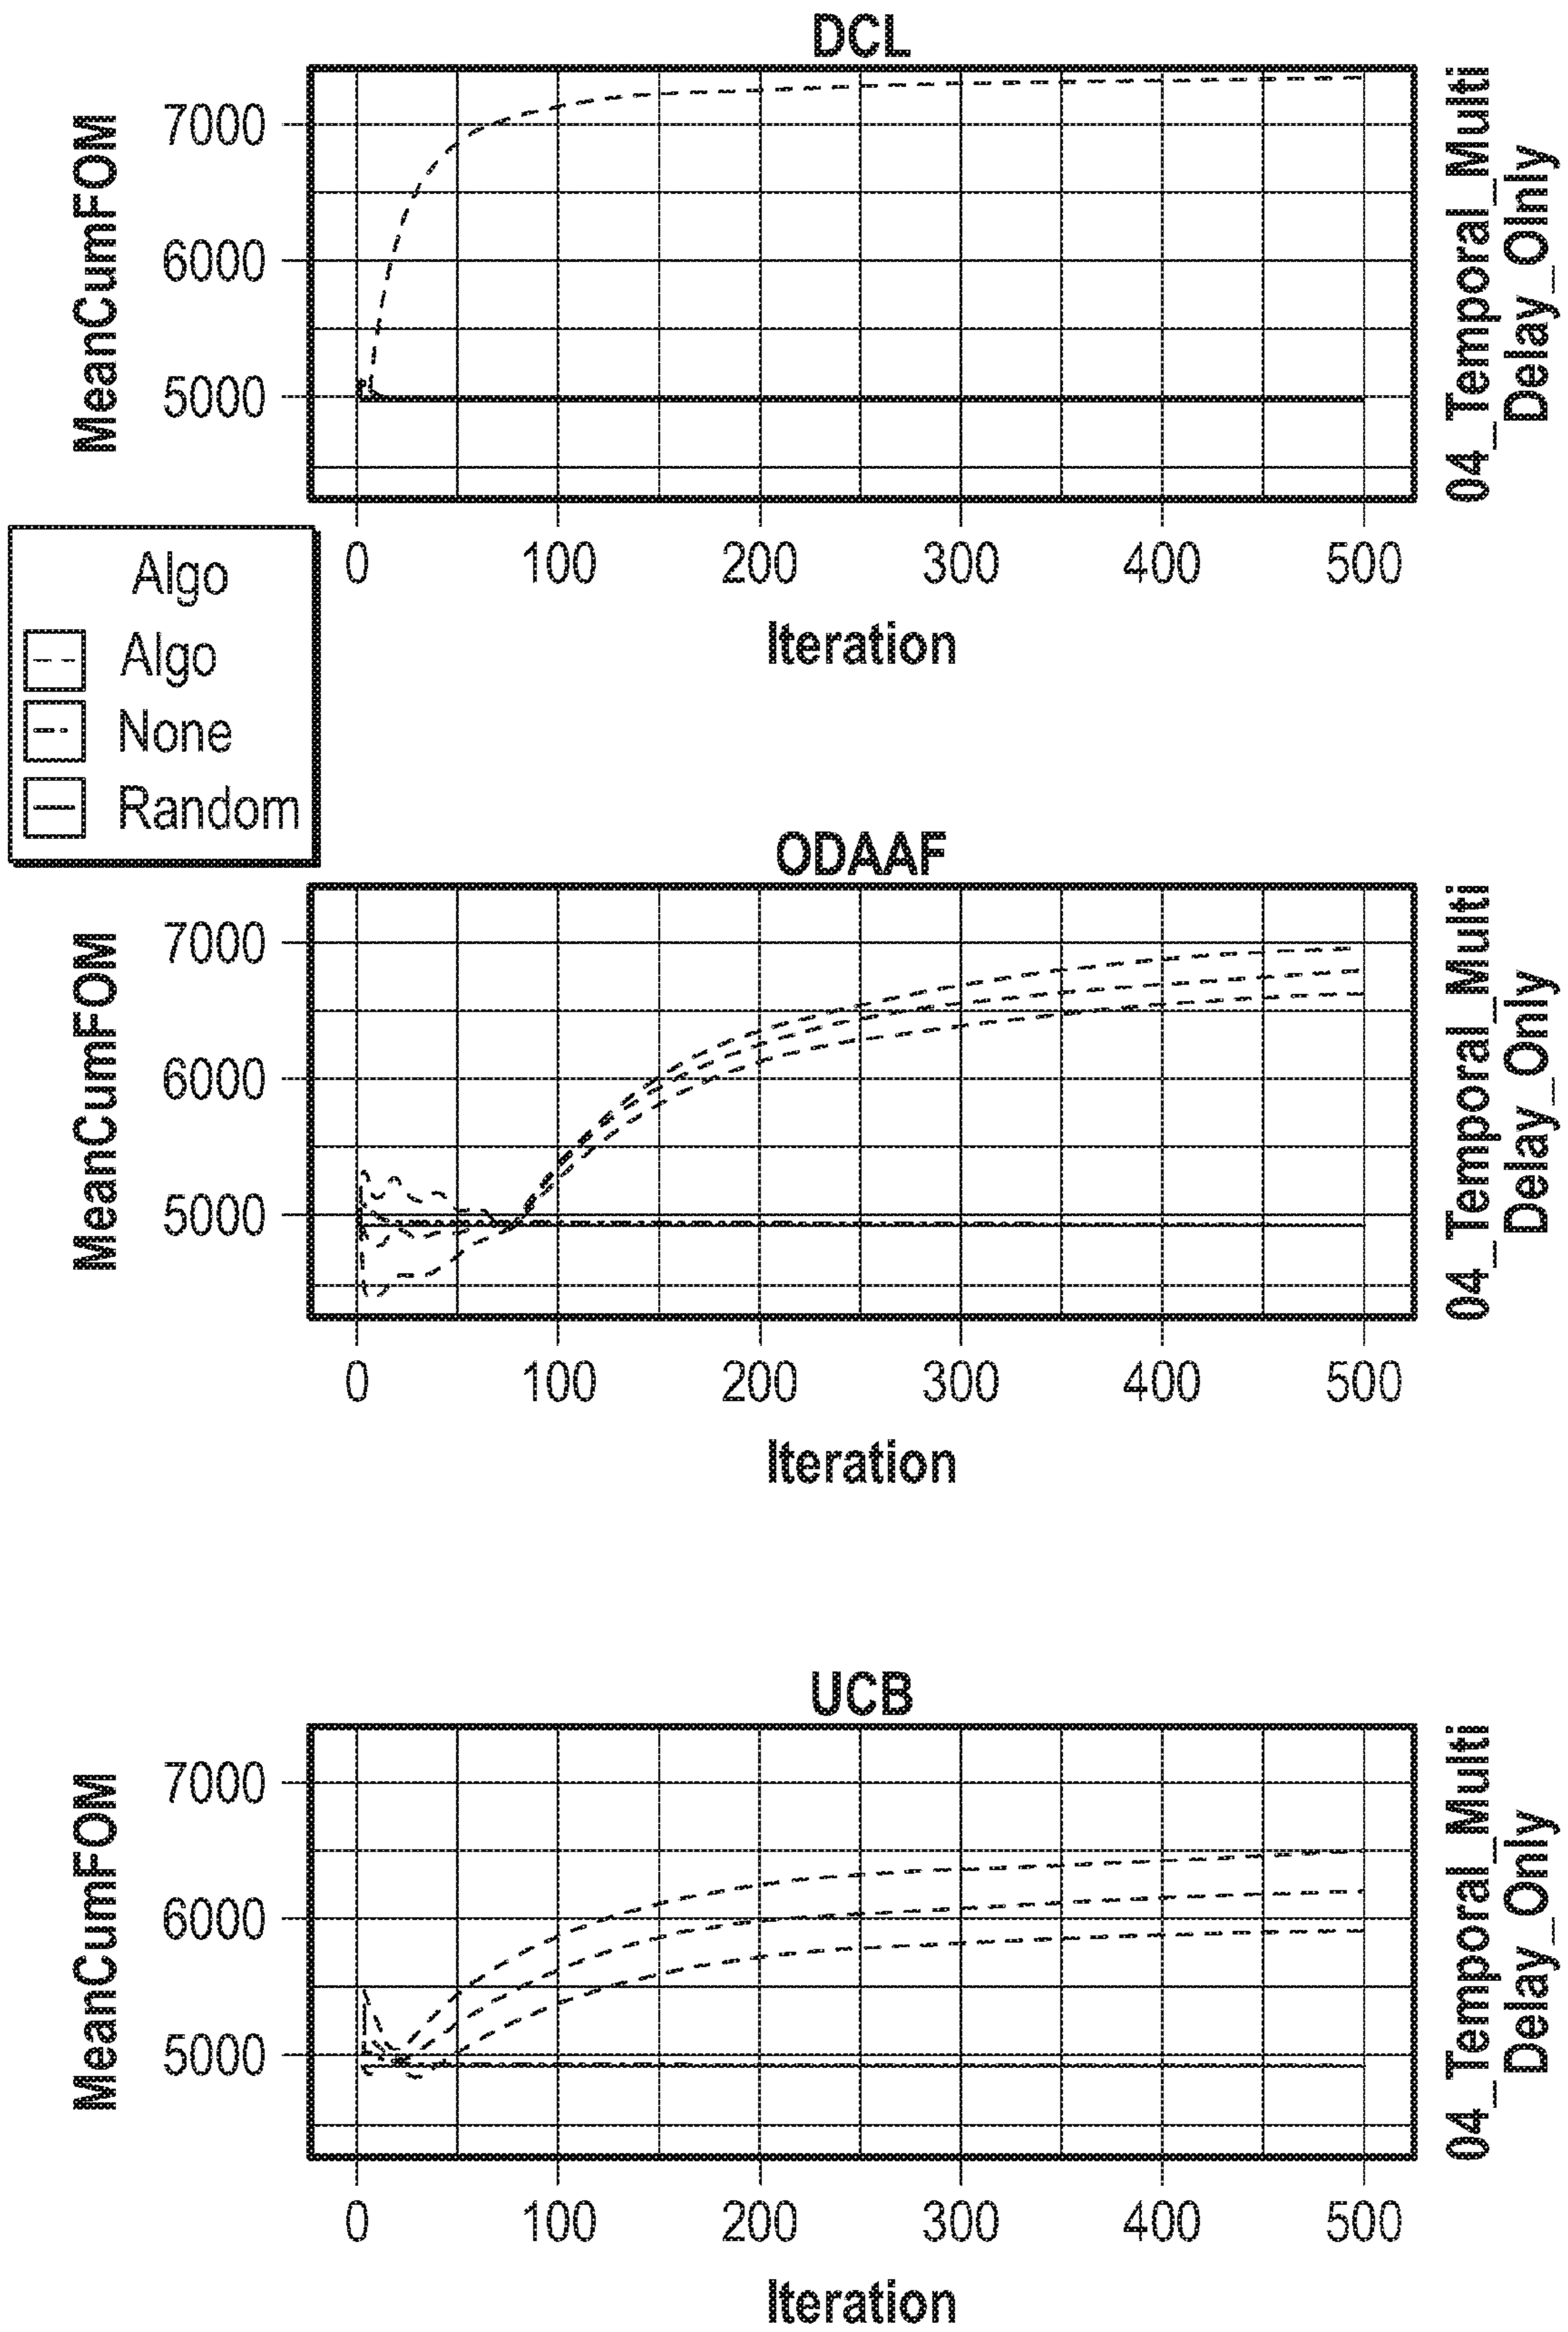 DCL
MeanCumFOM
7000
6000
5000
04_Temporal_Multi
Delay_Only
0 100 200 300 400 500
Iteration
Algo
Algo
None
Random
ODAAF
MeanCumFOM
7000
6000
5000
04_Temporal_Multi
Delay_Only
0 100 200 300 400 500
Iteration
UCB
MeanCumFOM
7000
6000
5000
04_Temporal_Multi
Delay_Only
0 100 200 300 400 500
Iteration